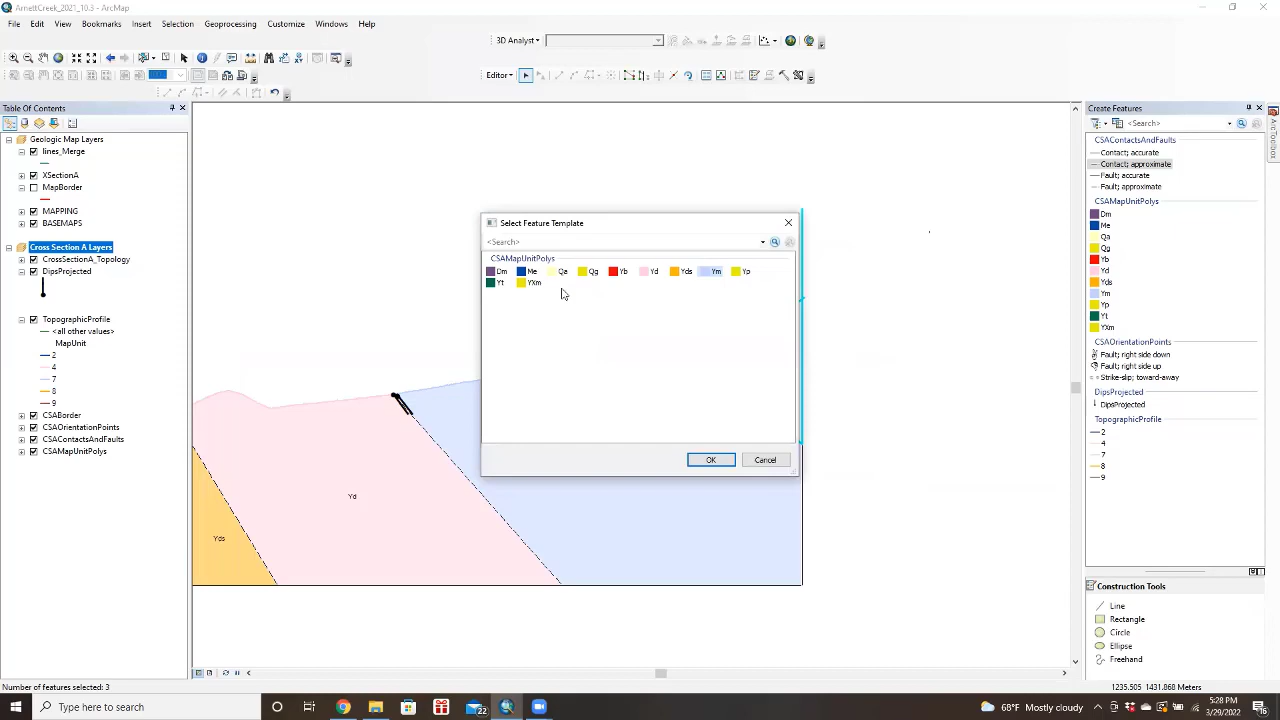 ArnettCreek_2021_10.3 - ArcMap
File Edit View Bookmarks Insert Selection Geoprocessing Customize Windows Help
3D Analyst
Editor
Table Of Contents
Geologic Map Layers
lines_Merge
XSectionA
MapBorder
MAPPING
BASEMAPS
Cross Section A Layers
CrossSectionA_Topology
DipsProjected
TopographicProfile
<all other values>
MapUnit
2
4
7
8
9
CSABorder
CSAOrientationPoints
CSAContactsAndFaults
CSAMapUnitPolys
Yds
Yd
Select Feature Template
<Search>
CSAMapUnitPolys
Dm Me Qa Qg Yb Yd Yds Ym Yp
Yt YXm
OK Cancel
Create Features
<Search>
CSAContactsAndFaults
Contact; accurate
Contact; approximate
Fault; accurate
Fault; approximate
CSAMapUnitPolys
Dm
Me
Qa
Qg
Yb
Yd
Yds
Ym
Yp
Yt
YXm
CSAOrientationPoints
Fault; right side down
Fault; right side up
Strike-slip; toward-away
DipsProjected
DipsProjected
TopographicProfile
2
4
7
8
9
Construction Tools
Line
Rectangle
Circle
Ellipse
Freehand
ArcToolbox
Number of features selected: 3
1235.505 1431.868 Meters
Type here to search
22
68°F Mostly cloudy
5:28 PM
3/29/2022